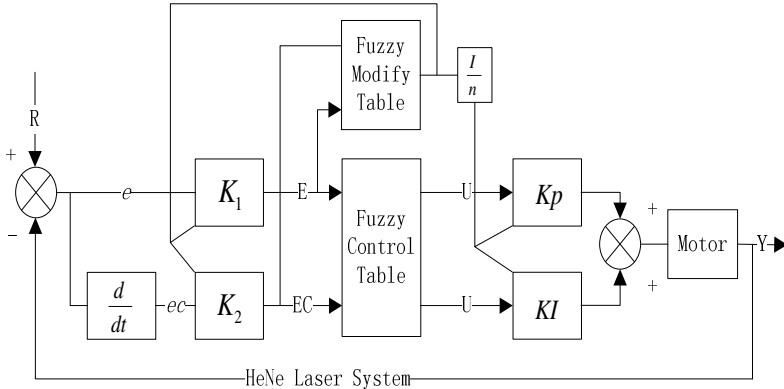 Fuzzy
Modify
Table
I
n
R
+
−
e
K1
E
Fuzzy
Control
Table
U
Kp
+
+
Motor
Y
d
dt
ec
K2
EC
U
KI
HeNe Laser System